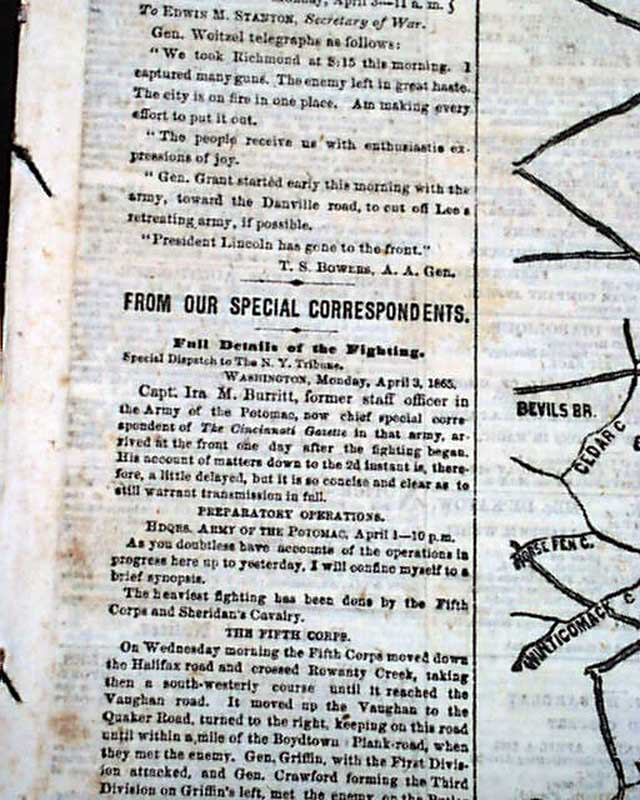 Monday, April 3—11 a. m.
To EDWIN M. STANTON, Secretary of War.
Gen. Weitzel telegraphs as follows:
"We took Richmond at 8:15 this morning. I
captured many guns. The enemy left in great haste.
The city is on fire in one place. Am making every
effort to put it out.
"The people receive us with enthusiastic ex-
pressions of joy.
"Gen. Grant started early this morning with the
army, toward the Danville road, to cut off Lee's
retreating army, if possible.
"President Lincoln has gone to the front."
T. S. BOWERS, A. A. Gen.
FROM OUR SPECIAL CORRESPONDENTS.
Full Details of the Fighting.
Special Dispatch to The N. Y. Tribune.
WASHINGTON, Monday, April 3, 1865.
Capt. Ira M. Burritt, former staff officer in
the Army of the Potomac, now chief special corre-
spondent of The Cincinnati Gazette in that army, ar-
rived at the front one day after the fighting began.
His account of matters down to the 2d instant is, there-
fore, a little delayed, but it is so concise and clear as to
still warrant transmission in full.
PREPARATORY OPERATIONS.
HDQRS. ARMY OF THE POTOMAC, April 1—10 p.m.
As you doubtless have accounts of the operations in
progress here up to yesterday, I will confine myself to a
brief synopsis.
The heaviest fighting has been done by the Fifth
Corps and Sheridan's Cavalry.
THE FIFTH CORPS.
On Wednesday morning the Fifth Corps moved down
the Halifax road and crossed Rowanty Creek, taking
then a south-westerly course until it reached the
Vaughan road. It moved up the Vaughan to the
Quaker Road, turned to the right, keeping on this road
until within a mile of the Boydtown Plank-road, when
they met the enemy. Gen. Griffin, with the First Divis-
ion attacked, and Gen. Crawford forming the Third
Division on Griffin's left, met the enemy on the
BEVILS BR.
CEDAR C
HORSE FEN C.
WINTICOMACK C